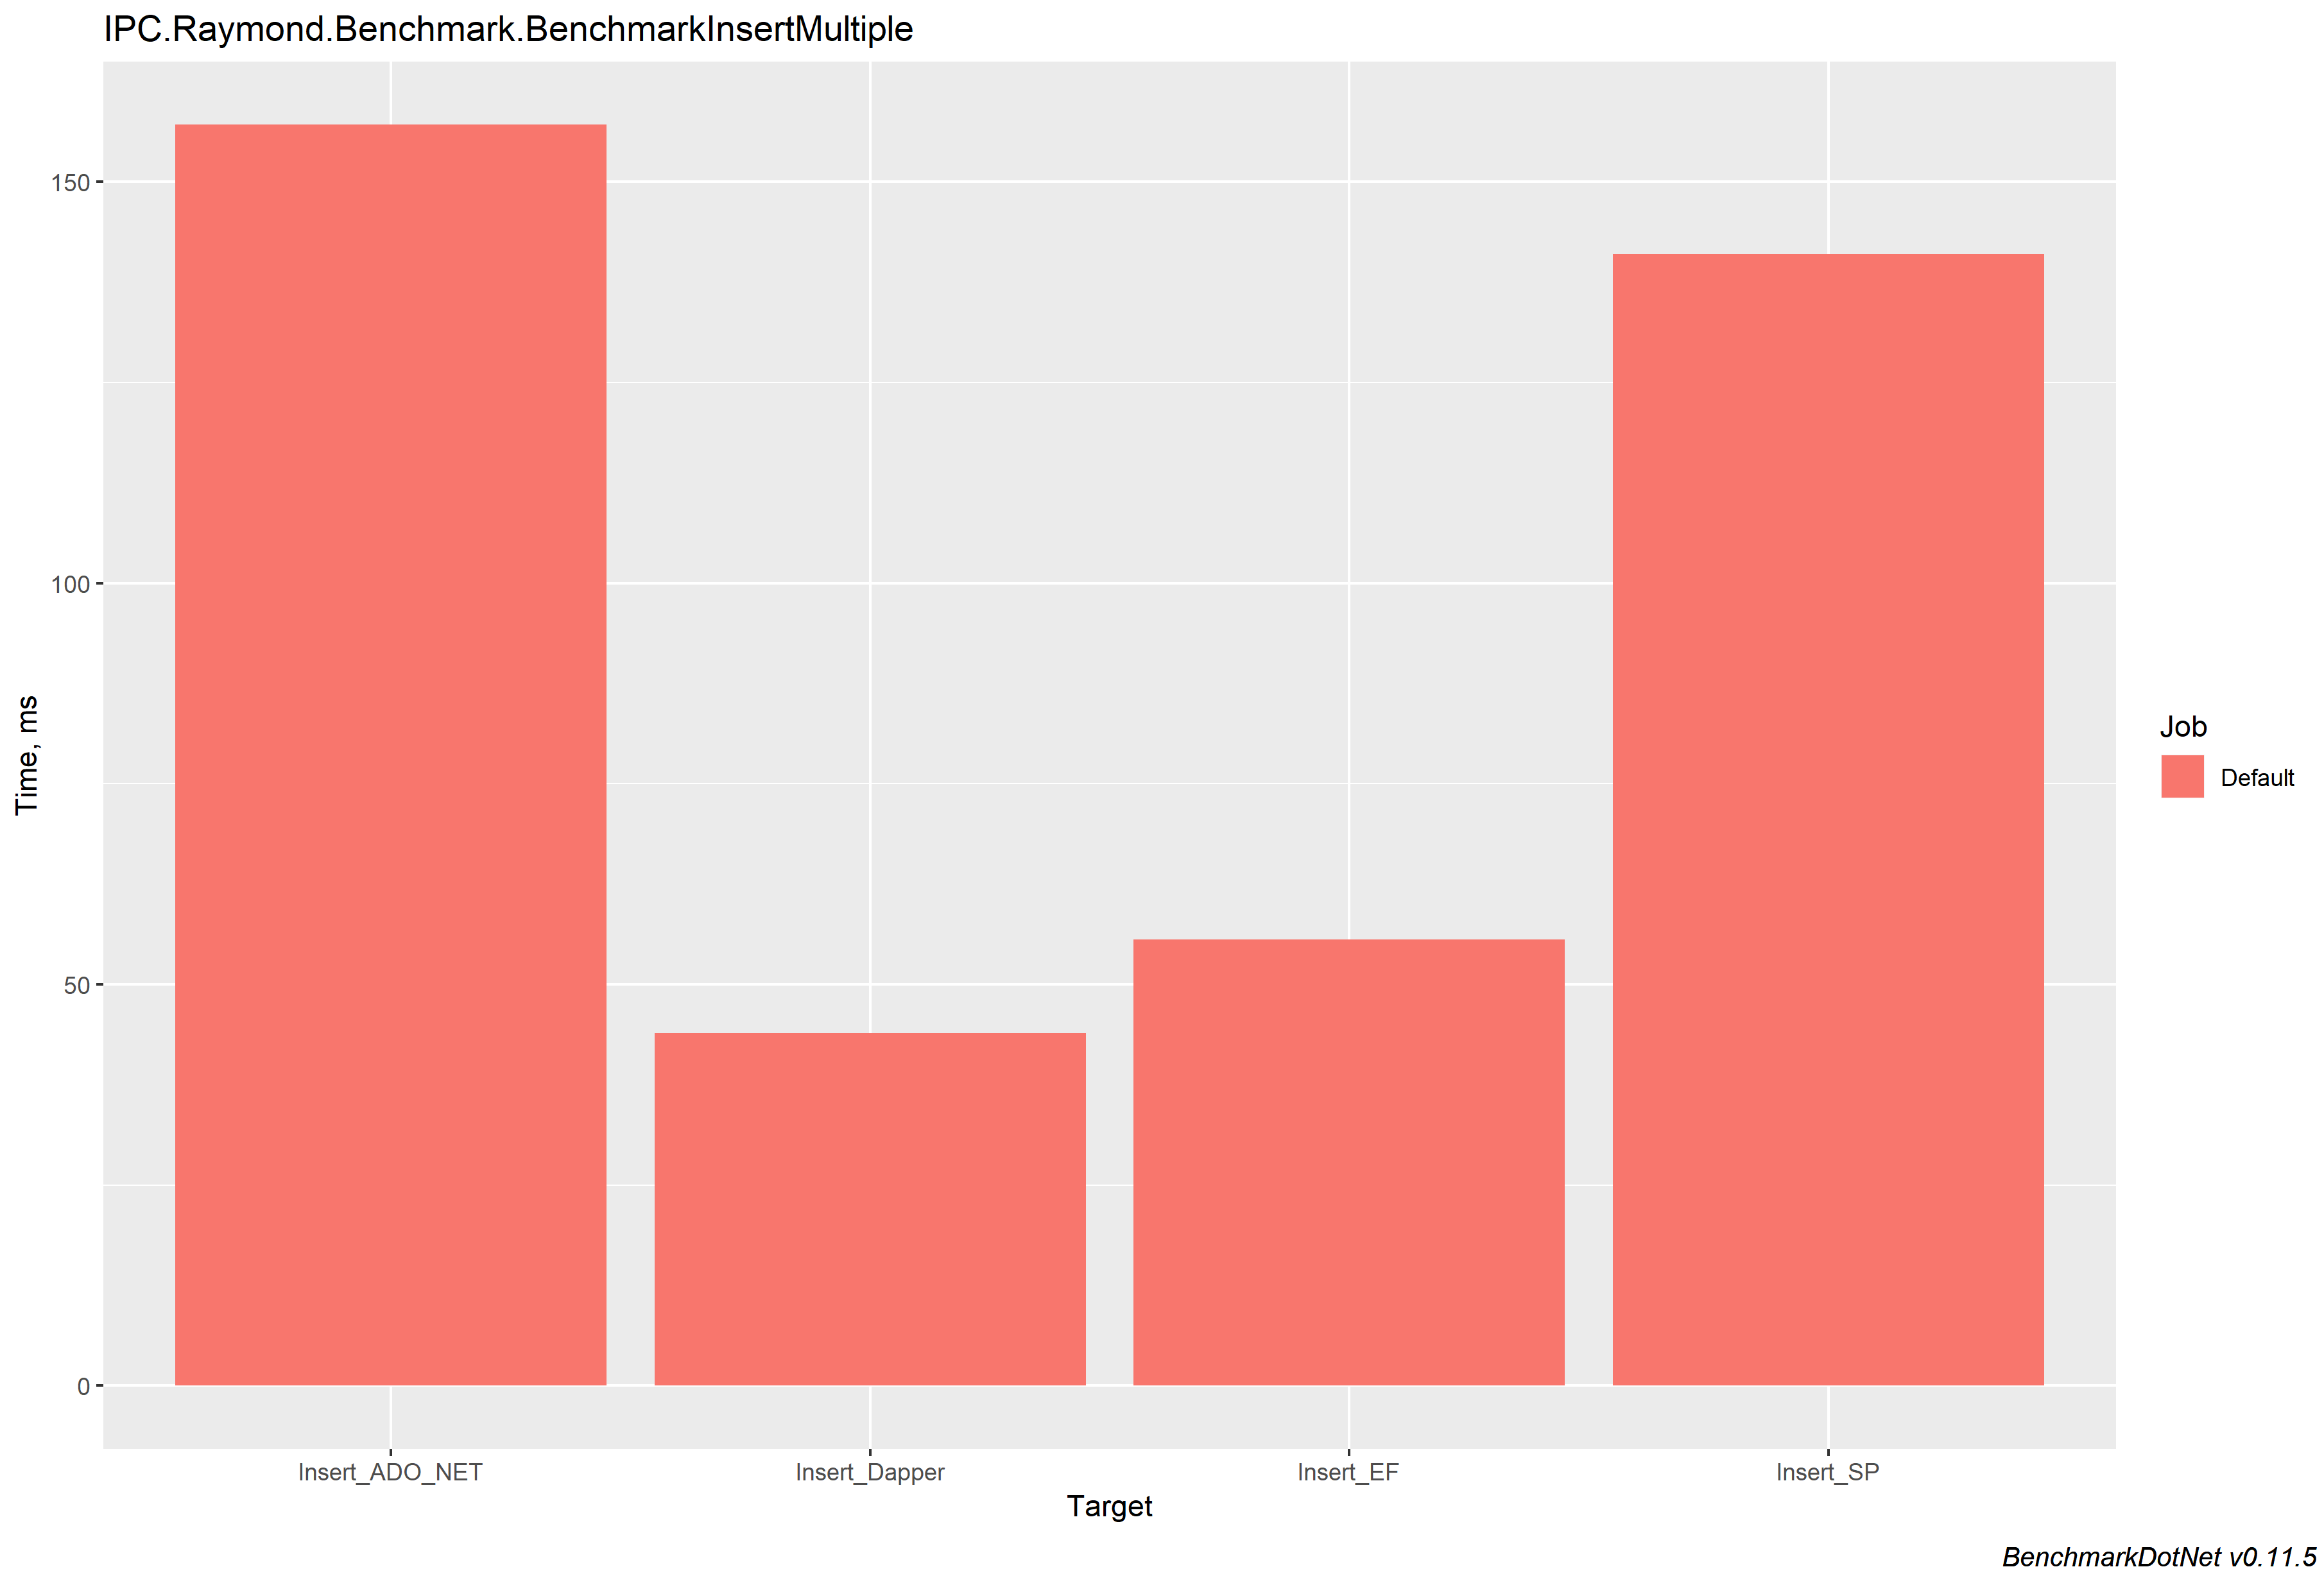 IPC.Raymond.Benchmark.BenchmarkInsertMultiple
150
100
50
0
Time, ms
Insert_ADO_NET
Insert_Dapper
Insert_EF
Insert_SP
Target
Job
Default
BenchmarkDotNet v0.11.5